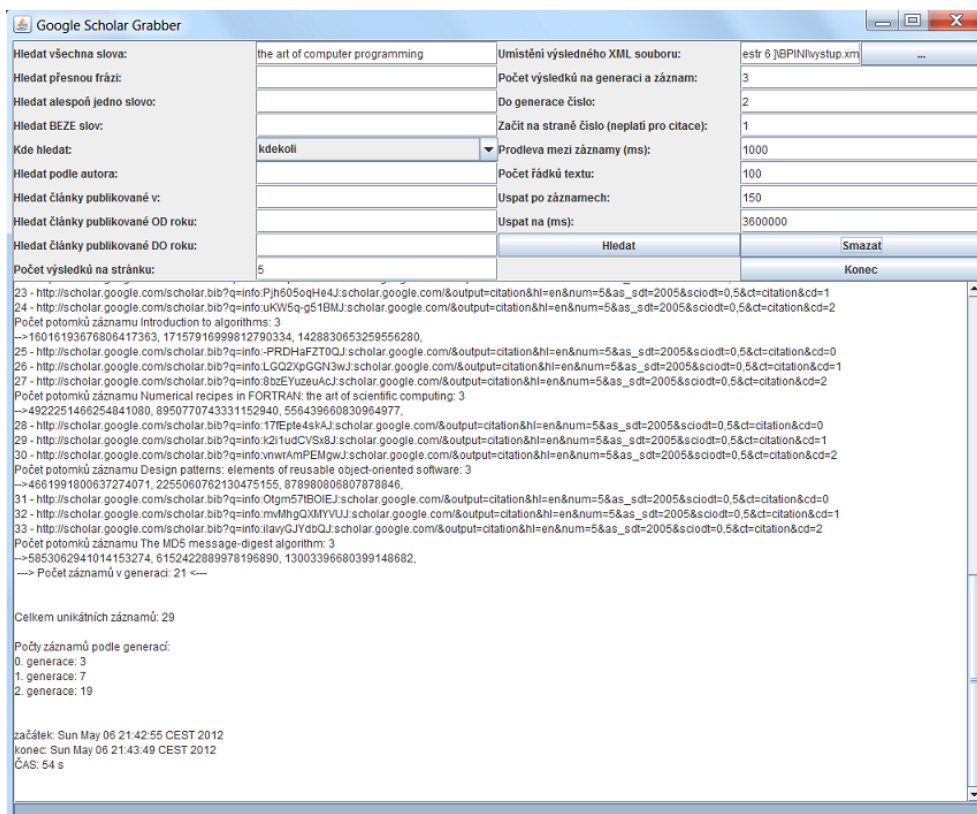 Google Scholar Grabber
Hledat všechna slova: the art of computer programming Umístění výsledného XML souboru: estr 6 ]\BPINI\vystup.xm ...
Hledat přesnou frázi: Počet výsledků na generaci a záznam: 3
Hledat alespoň jedno slovo: Do generace číslo: 2
Hledat BEZE slov: Začít na straně číslo (neplatí pro citace): 1
Kde hledat: kdekoli Prodleva mezi záznamy (ms): 1000
Hledat podle autora: Počet řádků textu: 100
Hledat články publikované v: Uspat po záznamech: 150
Hledat články publikované OD roku: Uspat na (ms): 3600000
Hledat články publikované DO roku: Hledat Smazat
Počet výsledků na stránku: 5 Konec
23 - http://scholar.google.com/scholar.bib?q=info:Pjh605oqHe4J:scholar.google.com/&output=citation&hl=en&num=5&as_sdt=2005&sciodt=0,5&ct=citation&cd=1
24 - http://scholar.google.com/scholar.bib?q=info:uKW5q-g51BMJ:scholar.google.com/&output=citation&hl=en&num=5&as_sdt=2005&sciodt=0,5&ct=citation&cd=2
Počet potomků záznamu Introduction to algorithms: 3
-->16016193676806417363, 17157916999812790334, 1428830653259556280,
25 - http://scholar.google.com/scholar.bib?q=info:-PRDHaFZT0QJ:scholar.google.com/&output=citation&hl=en&num=5&as_sdt=2005&sciodt=0,5&ct=citation&cd=0
26 - http://scholar.google.com/scholar.bib?q=info:LGQ2XpGGN3wJ:scholar.google.com/&output=citation&hl=en&num=5&as_sdt=2005&sciodt=0,5&ct=citation&cd=1
27 - http://scholar.google.com/scholar.bib?q=info:8bzEYuzeuAcJ:scholar.google.com/&output=citation&hl=en&num=5&as_sdt=2005&sciodt=0,5&ct=citation&cd=2
Počet potomků záznamu Numerical recipes in FORTRAN: the art of scientific computing: 3
-->4922251466254841080, 8950770743331152940, 556439660830964977,
28 - http://scholar.google.com/scholar.bib?q=info:17fEpte4skAJ:scholar.google.com/&output=citation&hl=en&num=5&as_sdt=2005&sciodt=0,5&ct=citation&cd=0
29 - http://scholar.google.com/scholar.bib?q=info:k2i1udCVSx8J:scholar.google.com/&output=citation&hl=en&num=5&as_sdt=2005&sciodt=0,5&ct=citation&cd=1
30 - http://scholar.google.com/scholar.bib?q=info:vnwrAmPEMgwJ:scholar.google.com/&output=citation&hl=en&num=5&as_sdt=2005&sciodt=0,5&ct=citation&cd=2
Počet potomků záznamu Design patterns: elements of reusable object-oriented software: 3
-->4661991800637274071, 2255060762130475155, 878980806807878846,
31 - http://scholar.google.com/scholar.bib?q=info:Otgm57tBOlEJ:scholar.google.com/&output=citation&hl=en&num=5&as_sdt=2005&sciodt=0,5&ct=citation&cd=0
32 - http://scholar.google.com/scholar.bib?q=info:mvMhgQXMYVUJ:scholar.google.com/&output=citation&hl=en&num=5&as_sdt=2005&sciodt=0,5&ct=citation&cd=1
33 - http://scholar.google.com/scholar.bib?q=info:ilavyGJYdbQJ:scholar.google.com/&output=citation&hl=en&num=5&as_sdt=2005&sciodt=0,5&ct=citation&cd=2
Počet potomků záznamu The MD5 message-digest algorithm: 3
-->5853062941014153274, 6152422889978196890, 13003396680399148682,
---> Počet záznamů v generaci: 21 <---
Celkem unikátních záznamů: 29
Počty záznamů podle generací:
0. generace: 3
1. generace: 7
2. generace: 19
začátek: Sun May 06 21:42:55 CEST 2012
konec: Sun May 06 21:43:49 CEST 2012
ČAS: 54 s